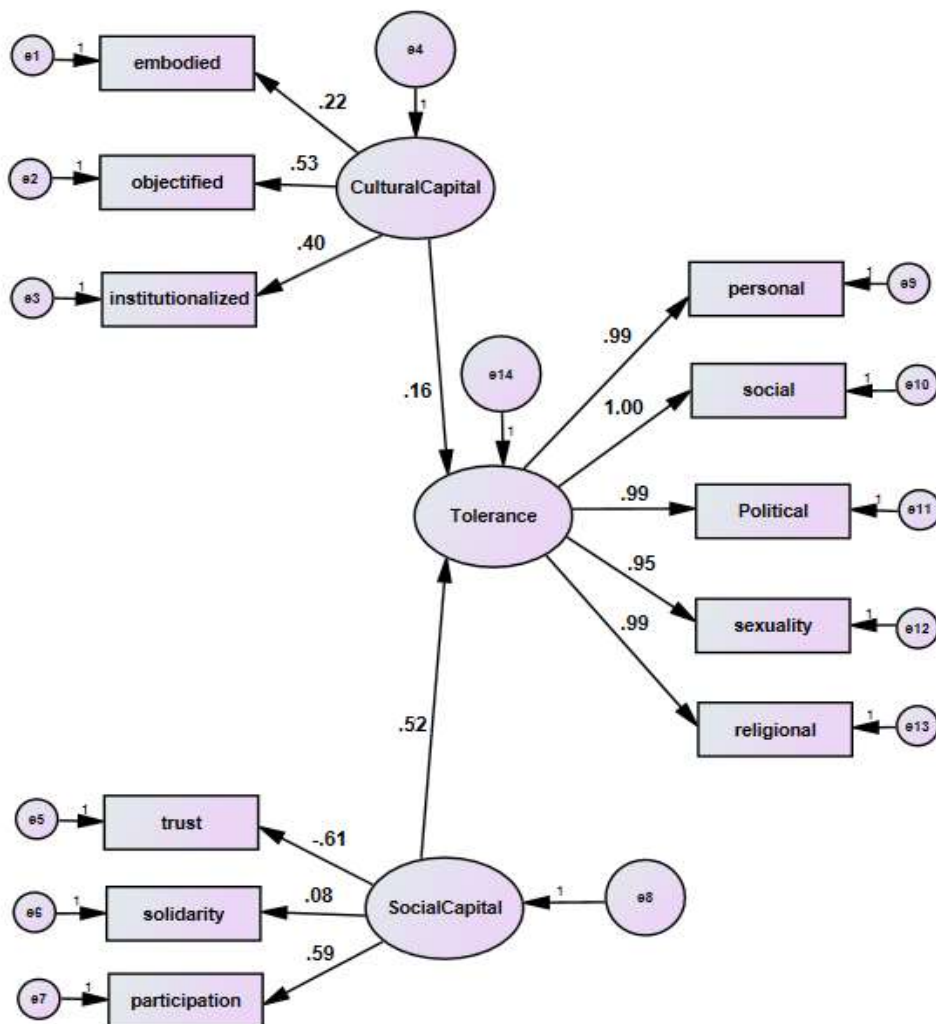 e1
1
embodied
e4
1
.22
e2
1
objectified
.53
CulturalCapital
.40
e3
1
institutionalized
personal
1
e9
.99
e14
1
.16
social
1
e10
1.00
Tolerance
.99
Political
1
e11
.95
sexuality
1
e12
.99
religional
1
e13
.52
e5
1
trust
-.61
e6
1
solidarity
.08
SocialCapital
1
e8
.59
e7
1
participation